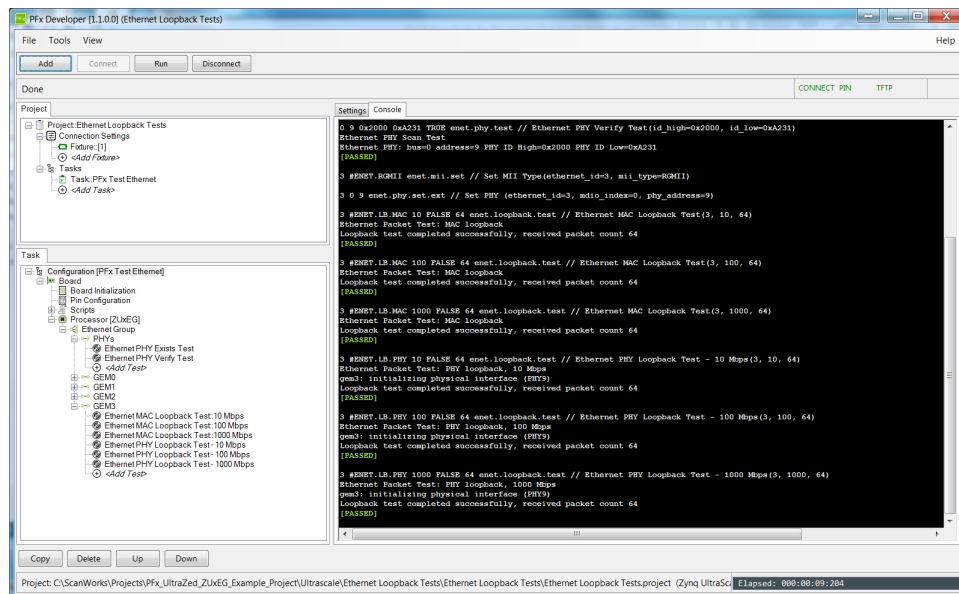 PFx Developer [1.1.0.0] (Ethernet Loopback Tests)
File Tools View Help
Add Connect Run Disconnect
Done CONNECT PIN TFTP
Project
Project:Ethernet Loopback Tests
Connection Settings
Fixture::[1]
<Add Fixture>
Tasks
Task::PFx Test Ethernet
<Add Task>
Task
Configuration [PFx Test Ethernet]
Board
Board Initialization
Pin Configuration
Scripts
Processor [ZUxEG]
Ethernet Group
PHYs
Ethernet PHY Exists Test
Ethernet PHY Verify Test
<Add Test>
GEM0
GEM1
GEM2
GEM3
Ethernet MAC Loopback Test:10 Mbps
Ethernet MAC Loopback Test:100 Mbps
Ethernet MAC Loopback Test:1000 Mbps
Ethernet PHY Loopback Test - 10 Mbps
Ethernet PHY Loopback Test - 100 Mbps
Ethernet PHY Loopback Test - 1000 Mbps
<Add Test>
Settings Console
0 9 0x2000 0xA231 TRUE enet.phy.test // Ethernet PHY Verify Test(id_high=0x2000, id_low=0xA231)
Ethernet PHY Scan Test
Ethernet PHY: bus=0 address=9 PHY ID High=0x2000 PHY ID Low=0xA231
[PASSED]
3 #ENET.RGMII enet.mii.set // Set MII Type(ethernet_id=3, mii_type=RGMII)
3 0 9 enet.phy.set.ext // Set PHY (ethernet_id=3, mdio_index=0, phy_address=9)
3 #ENET.LB.MAC 10 FALSE 64 enet.loopback.test // Ethernet MAC Loopback Test(3, 10, 64)
Ethernet Packet Test: MAC loopback
Loopback test completed successfully, received packet count 64
[PASSED]
3 #ENET.LB.MAC 100 FALSE 64 enet.loopback.test // Ethernet MAC Loopback Test(3, 100, 64)
Ethernet Packet Test: MAC loopback
Loopback test completed successfully, received packet count 64
[PASSED]
3 #ENET.LB.MAC 1000 FALSE 64 enet.loopback.test // Ethernet MAC Loopback Test(3, 1000, 64)
Ethernet Packet Test: MAC loopback
Loopback test completed successfully, received packet count 64
[PASSED]
3 #ENET.LB.PHY 10 FALSE 64 enet.loopback.test // Ethernet PHY Loopback Test - 10 Mbps(3, 10, 64)
Ethernet Packet Test: PHY loopback, 10 Mbps
gem3: initializing physical interface (PHY9)
Loopback test completed successfully, received packet count 64
[PASSED]
3 #ENET.LB.PHY 100 FALSE 64 enet.loopback.test // Ethernet PHY Loopback Test - 100 Mbps(3, 100, 64)
Ethernet Packet Test: PHY loopback, 100 Mbps
gem3: initializing physical interface (PHY9)
Loopback test completed successfully, received packet count 64
[PASSED]
3 #ENET.LB.PHY 1000 FALSE 64 enet.loopback.test // Ethernet PHY Loopback Test - 1000 Mbps(3, 1000, 64)
Ethernet Packet Test: PHY loopback, 1000 Mbps
gem3: initializing physical interface (PHY9)
Loopback test completed successfully, received packet count 64
[PASSED]
Copy Delete Up Down
Project: C:\ScanWorks\Projects\PFx_UltraZed_ZUxEG_Example_Project\Ultrascale\Ethernet Loopback Tests\Ethernet Loopback Tests\Ethernet Loopback Tests.project (Zynq UltraSc Elapsed: 000:00:09:204